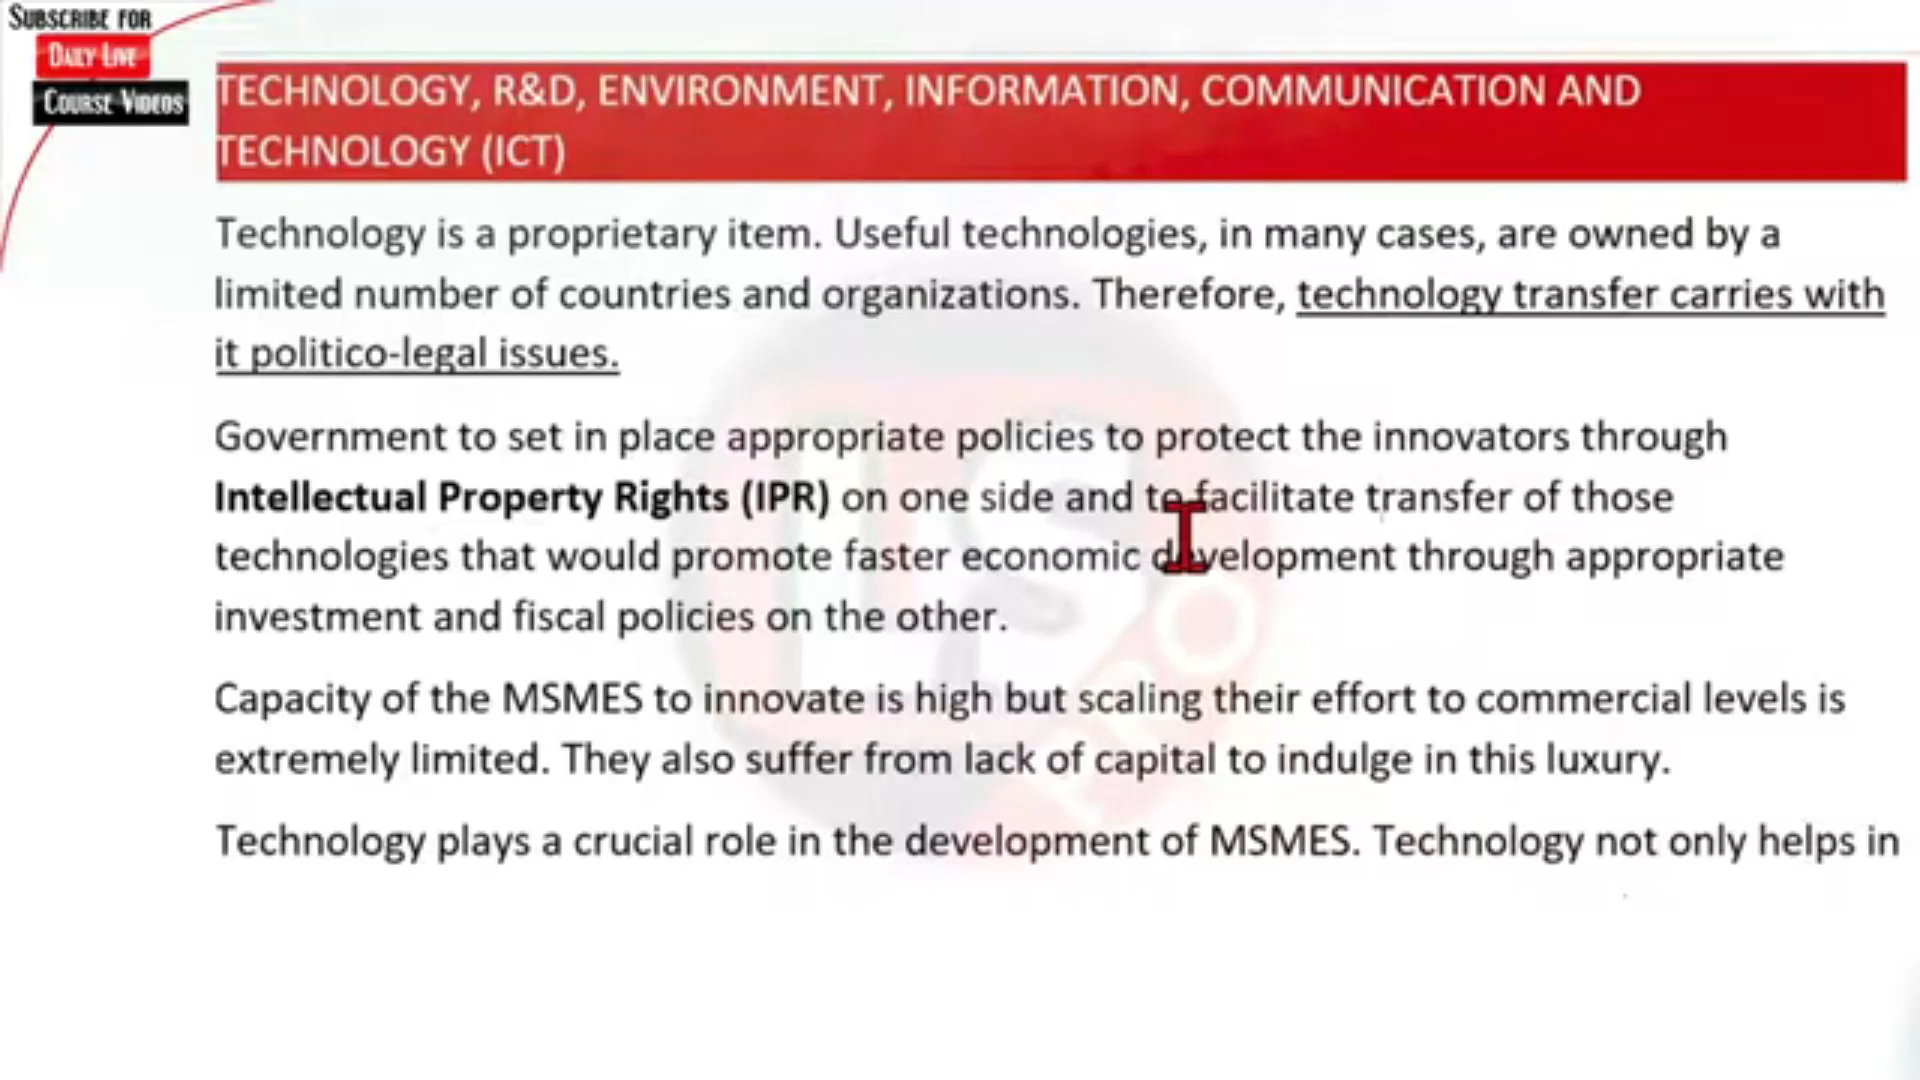 SUBSCRIBE FOR
DAILY LIVE
COURSE VIDEOS
TECHNOLOGY, R&D, ENVIRONMENT, INFORMATION, COMMUNICATION AND
TECHNOLOGY (ICT)
Technology is a proprietary item. Useful technologies, in many cases, are owned by a
limited number of countries and organizations. Therefore, technology transfer carries with
it politico-legal issues.
Government to set in place appropriate policies to protect the innovators through
Intellectual Property Rights (IPR) on one side and to facilitate transfer of those
technologies that would promote faster economic development through appropriate
investment and fiscal policies on the other.
Capacity of the MSMES to innovate is high but scaling their effort to commercial levels is
extremely limited. They also suffer from lack of capital to indulge in this luxury.
Technology plays a crucial role in the development of MSMES. Technology not only helps in
PRO